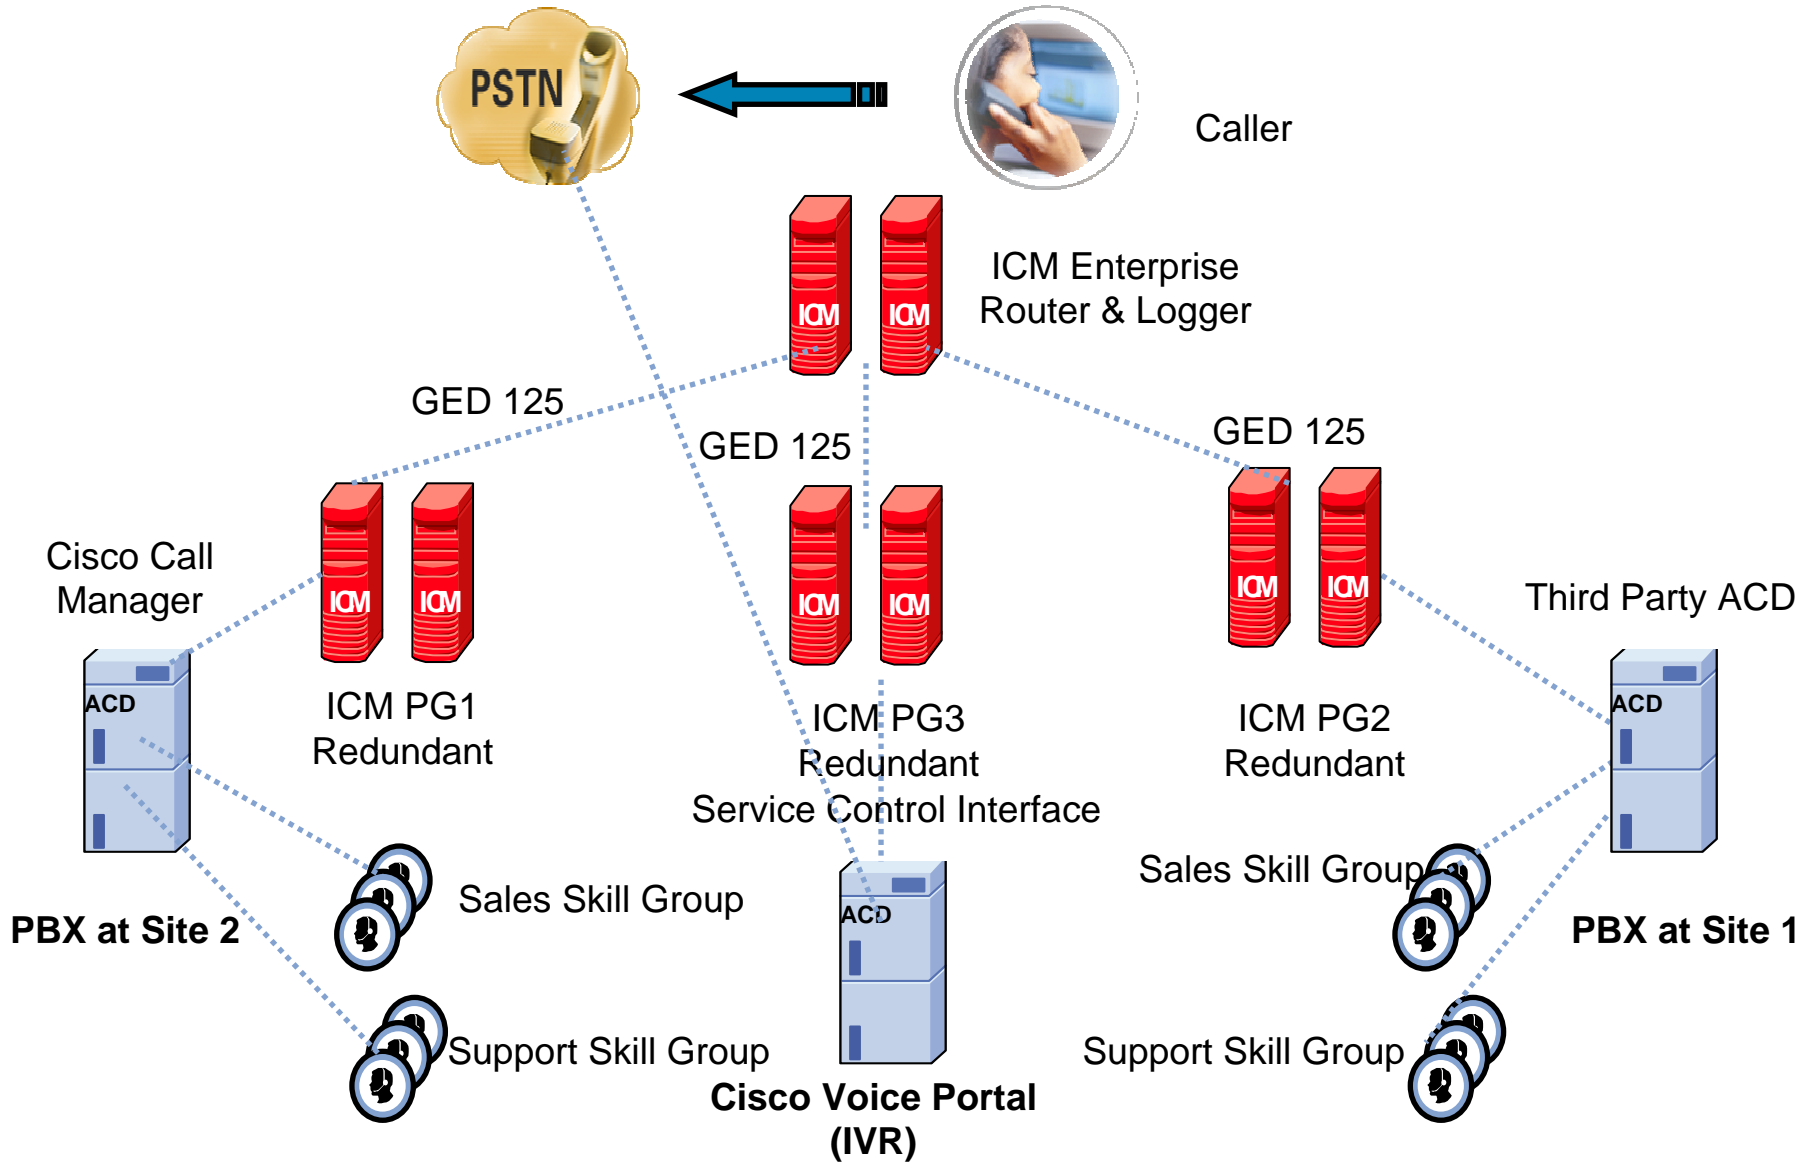 PSTN
Caller
ICM ICM
ICM Enterprise
Router & Logger
GED 125
GED 125
GED 125
Cisco Call
Manager
ICM ICM
ICM ICM
ICM ICM
Third Party ACD
ACD
ICM PG1
Redundant
ICM PG3
Redundant
Service Control Interface
ICM PG2
Redundant
ACD
Sales Skill Group
ACD
Sales Skill Group
PBX at Site 2
PBX at Site 1
Support Skill Group
Support Skill Group
Cisco Voice Portal
(IVR)